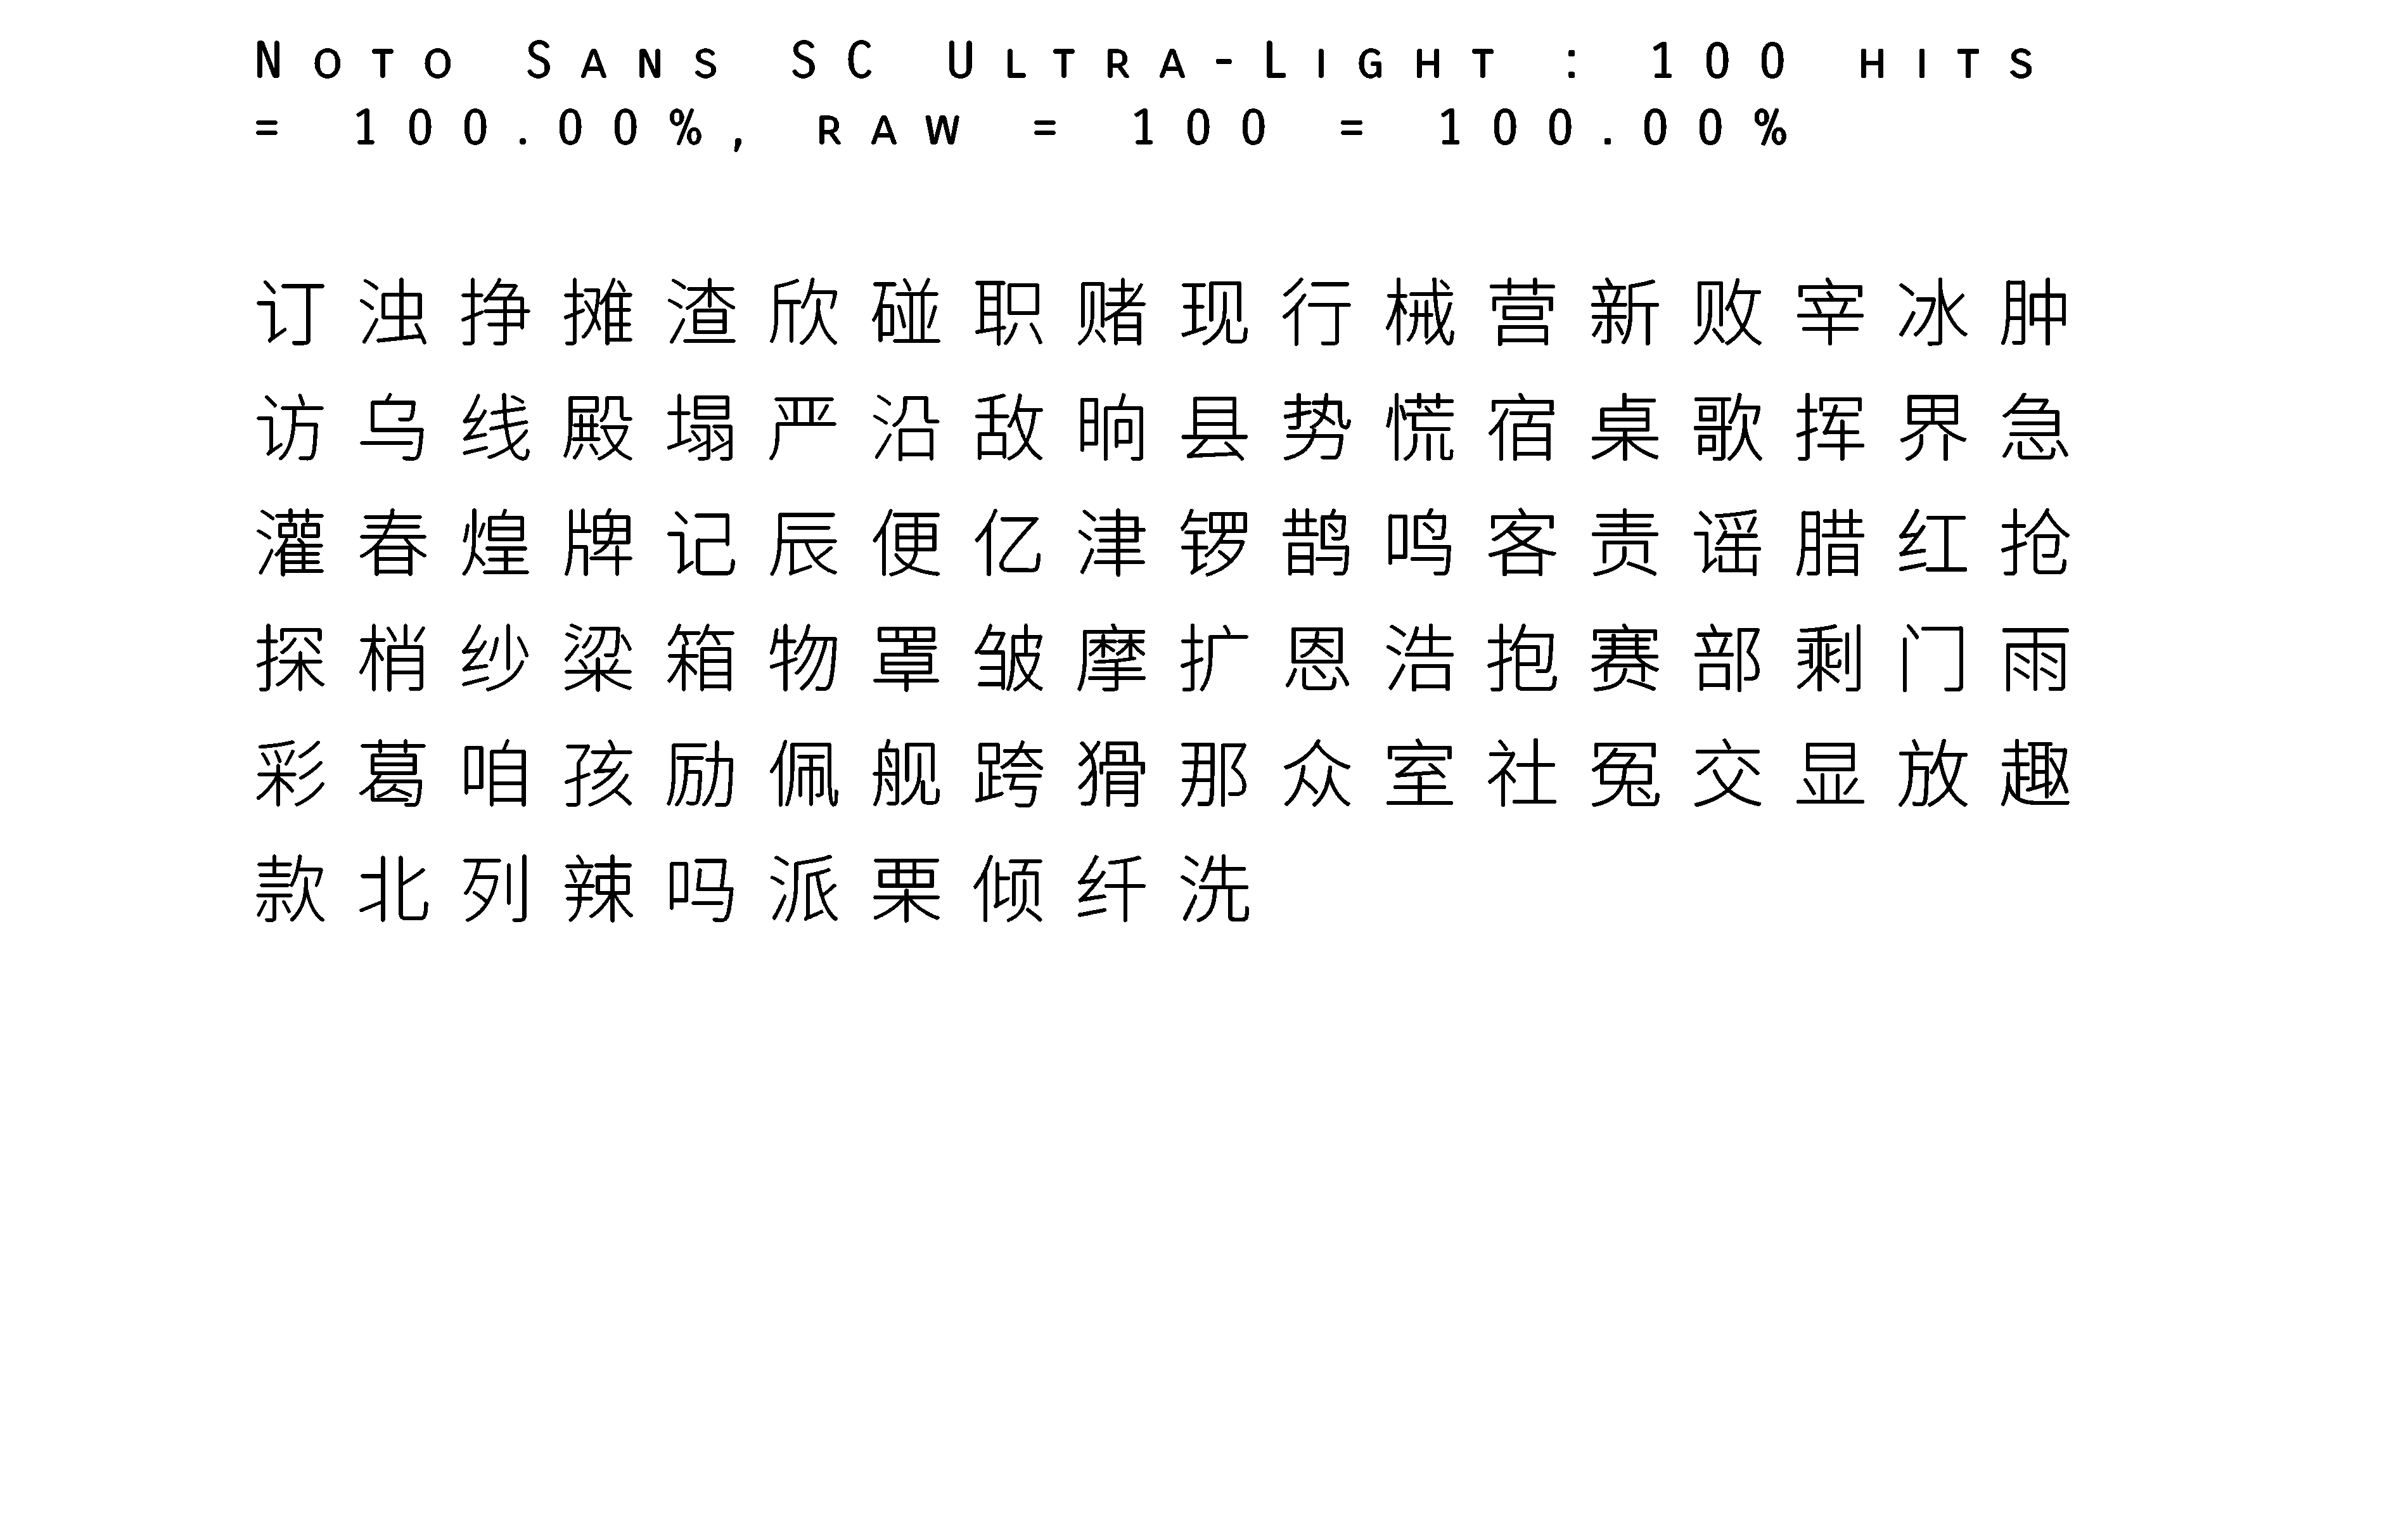 Noto Sans SC Ultra-Light : 100 hits
= 100.00%, raw = 100 = 100.00%
订浊挣摊渣欣碰职赌现行械营新败宰冰肿
访乌线殿塌严沿敌晌县势慌宿桌歌挥界急
灌春煌牌记辰便亿津锣鹊鸣客责谣腊红抢
探梢纱粱箱物罩皱摩扩恩浩抱赛部剩门雨
彩葛咱孩励佩舰跨猾那众室社冤交显放趣
款北列辣吗派栗倾纤洗